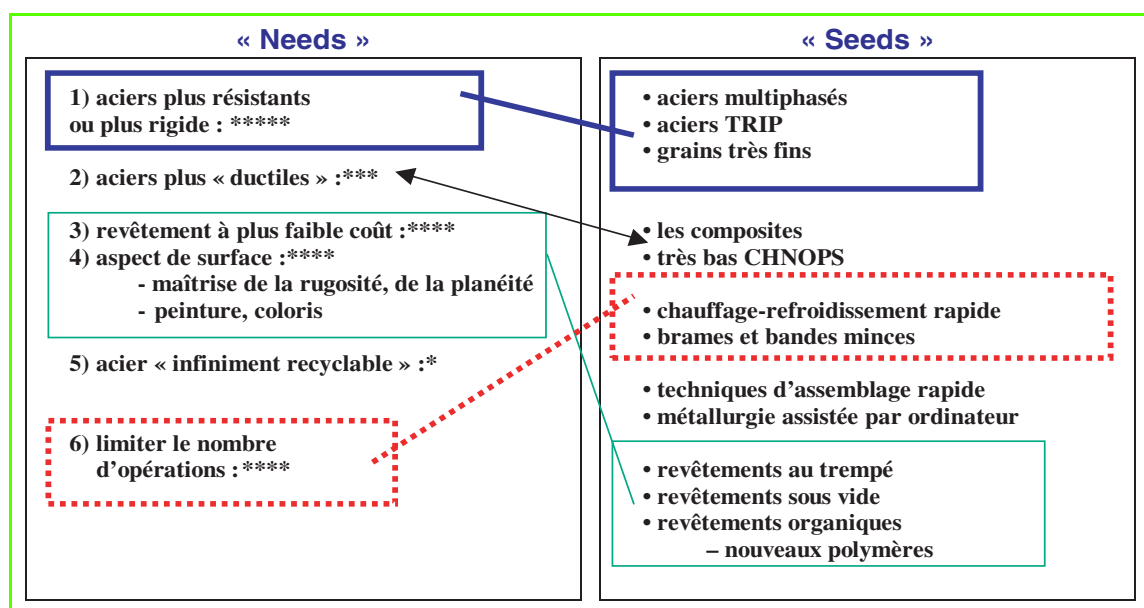 « Needs »
1) aciers plus résistants
ou plus rigide : *****
2) aciers plus « ductiles » :***
3) revêtement à plus faible coût :****
4) aspect de surface :****
- maîtrise de la rugosité, de la planéité
- peinture, coloris
5) acier « infiniment recyclable » :*
6) limiter le nombre
d’opérations : ****
« Seeds »
• aciers multiphasés
• aciers TRIP
• grains très fins
• les composites
• très bas CHNOPS
• chauffage-refroidissement rapide
• brames et bandes minces
• techniques d’assemblage rapide
• métallurgie assistée par ordinateur
• revêtements au trempé
• revêtements sous vide
• revêtements organiques
– nouveaux polymères